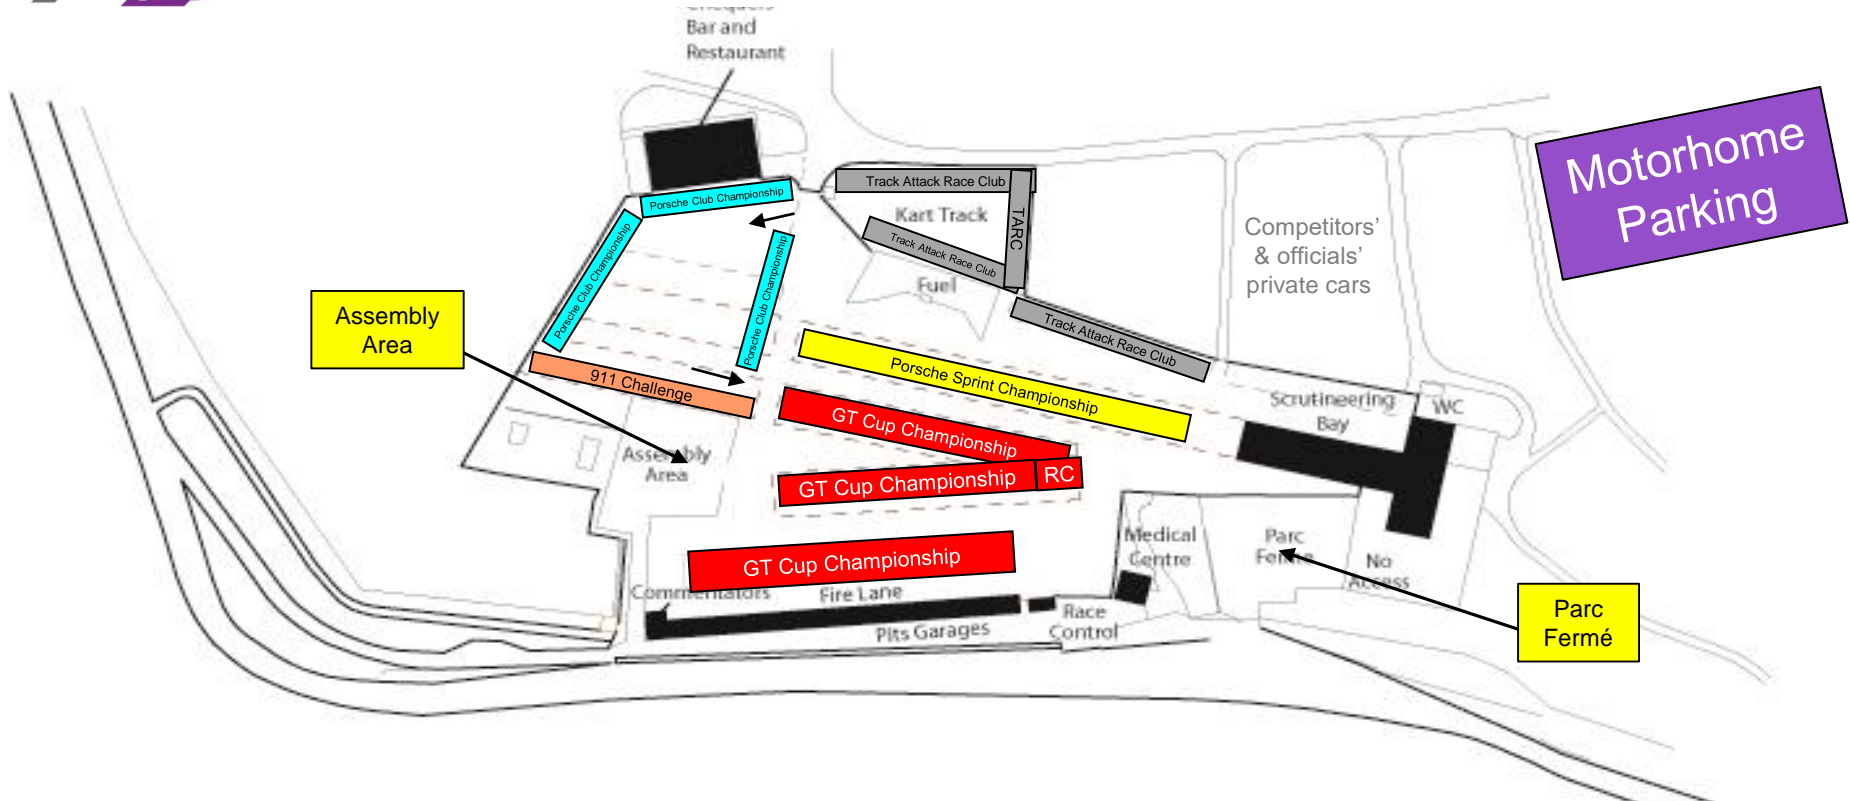 Bar and
Restaurant
Motorhome
Parking
Track Attack Race Club
Porsche Club Championship
TARC
Kart Track
Competitors'
& officials'
private cars
Porsche Club Championship
Track Attack Race Club
Porsche Club Championship
Fuel
Assembly
Area
Track Attack Race Club
911 Challenge
Porsche Sprint Championship
Scrutineering
Bay
WC
GT Cup Championship
Assembly
Area
GT Cup Championship
RC
Medical
Centre
Parc
Fermé
No
Access
GT Cup Championship
Commentators
Fire Lane
Pits Garages
Race
Control
Parc
Fermé